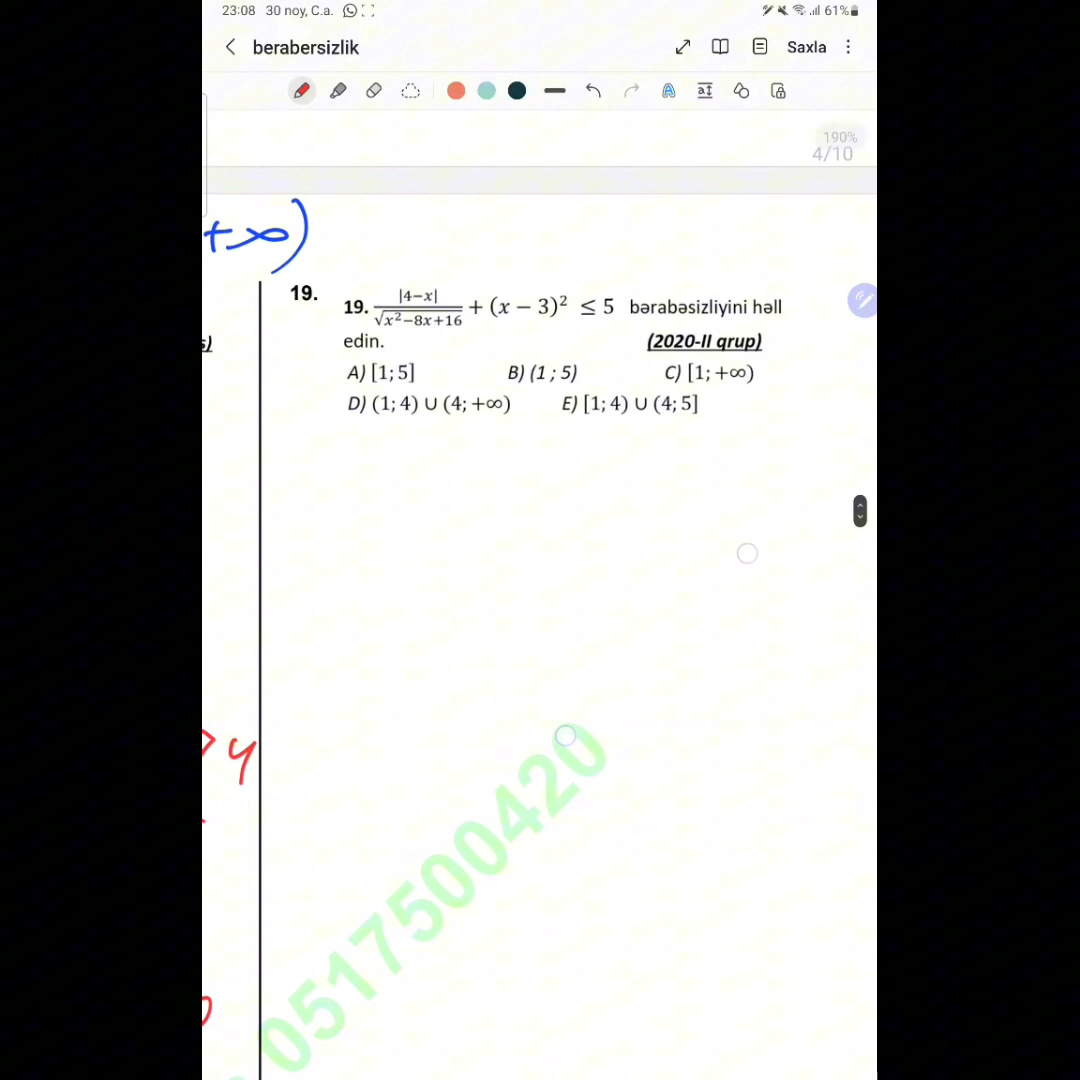 23:08 30 noy, C.a. 61%
berabersizlik Saxla
190%
4/10
+∞)
19.
19. |4−x| / √x²−8x+16 + (x − 3)² ≤ 5 bərabəsizliyini həll
edin. (2020-II qrup)
A) [1; 5] B) (1 ; 5) C) [1; +∞)
D) (1; 4) ∪ (4; +∞) E) [1; 4) ∪ (4; 5]
> 4
0517500420